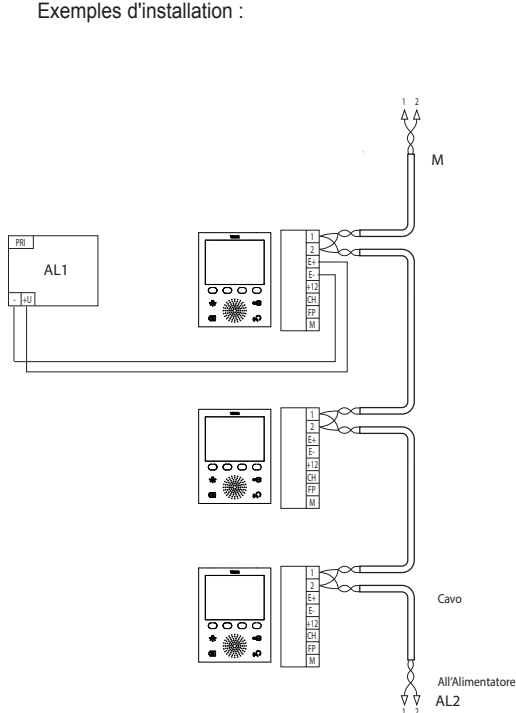 Exemples d'installation :
1 2
M
PRI
AL1
- +U
1
2
E+
E-
+12
CH
FP
M
1
2
E+
E-
+12
CH
FP
M
1
2
E+
E-
+12
CH
FP
M
Cavo
All'Alimentatore
AL2
1 2